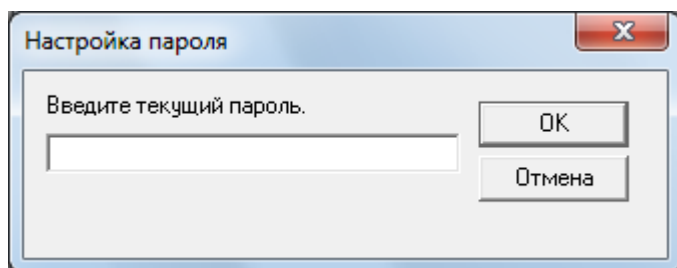 Настройка пароля
Введите текущий пароль.
OK
Отмена